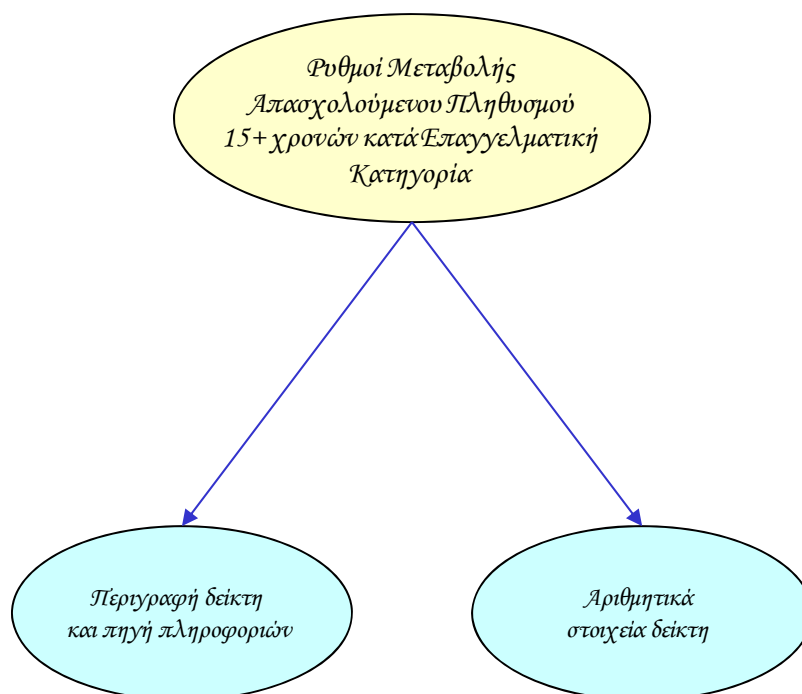 Ρυθμοί Μεταβολής
Απασχολούμενου Πληθυσμού
15+ χρονών κατά Επαγγελματική
Κατηγορία
Περιγραφή δείκτη
και πηγή πληροφοριών
Αριθμητικά
στοιχεία δείκτη